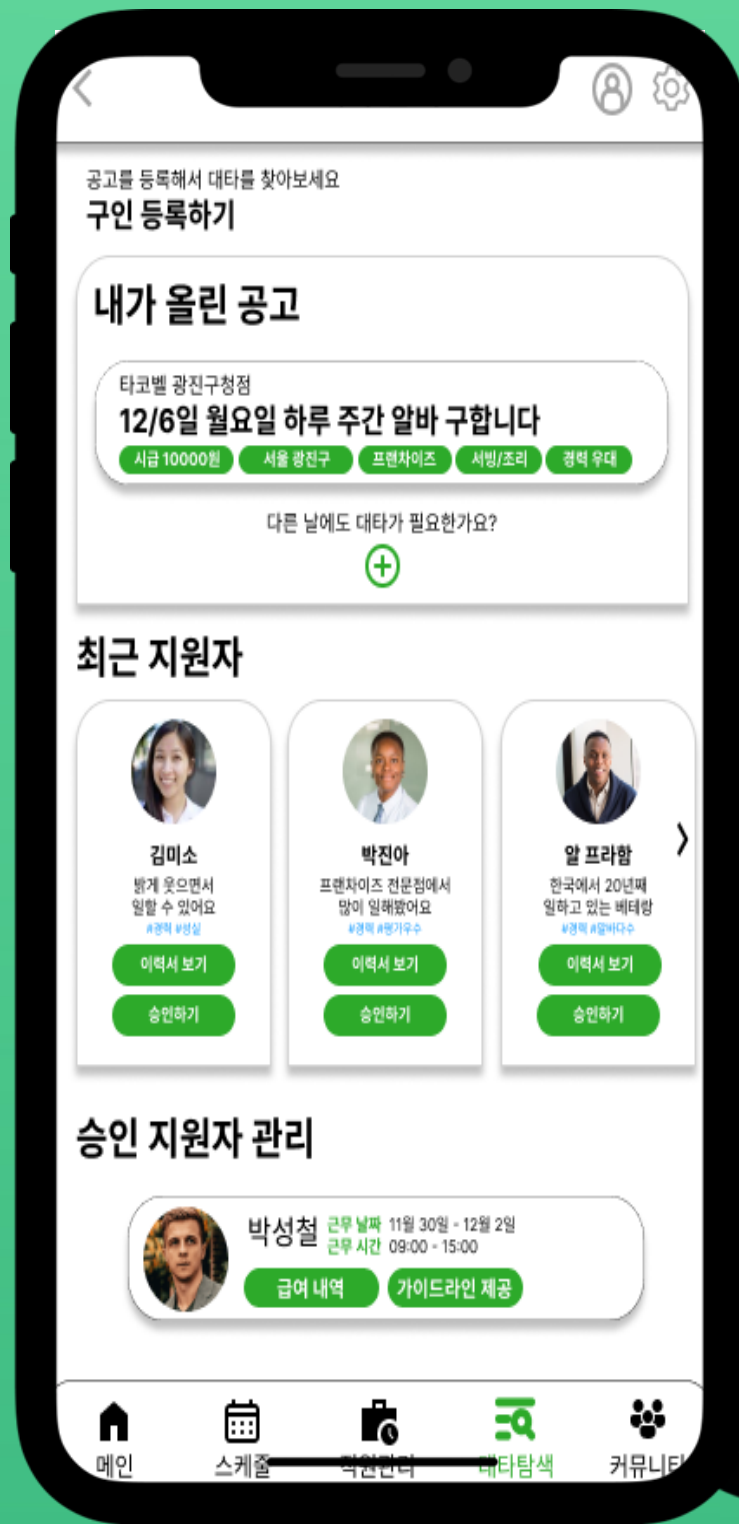 공고를 등록해서 대타를 찾아보세요
구인 등록하기
내가 올린 공고
타코벨 광진구청점
12/6일 월요일 하루 주간 알바 구합니다
시급 10000원 서울 광진구 프랜차이즈 서빙/조리 경력 우대
다른 날에도 대타가 필요한가요?
최근 지원자
김미소
밝게 웃으면서
일할 수 있어요
#경력 #성실
이력서 보기
승인하기
박진아
프랜차이즈 전문점에서
많이 일해봤어요
#경력 #평가우수
이력서 보기
승인하기
알 프라함
한국에서 20년째
일하고 있는 베테랑
#경력 #알바다수
이력서 보기
승인하기
승인 지원자 관리
박성철
근무 날짜 11월 30일 - 12월 2일
근무 시간 09:00 - 15:00
급여 내역 가이드라인 제공
메인 스케줄 직원관리 대타탐색 커뮤니티